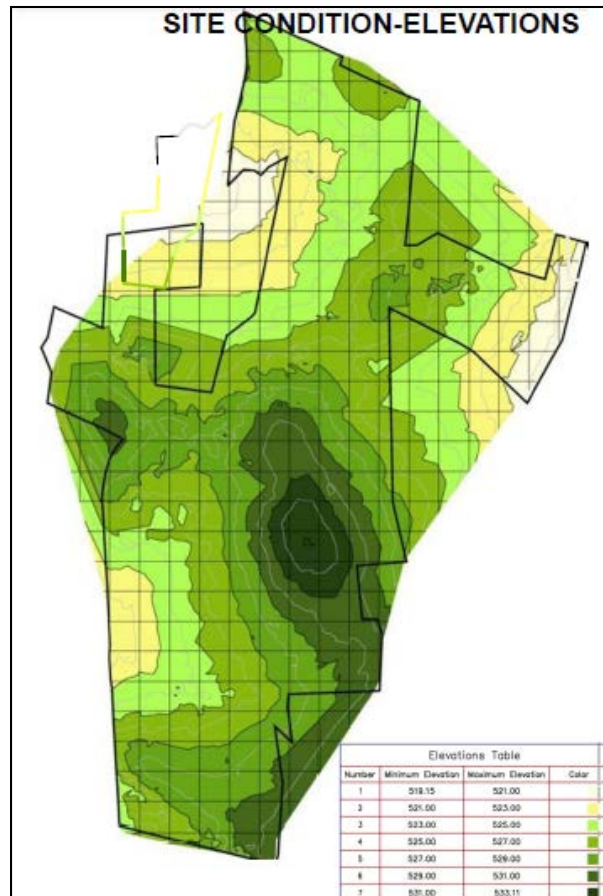 SITE CONDITION-ELEVATIONS
Elevations Table
Number Minimum Elevation Maximum Elevation Color
1 519.15 521.00
2 521.00 523.00
3 523.00 525.00
4 525.00 527.00
5 527.00 529.00
6 529.00 531.00
7 531.00 533.11